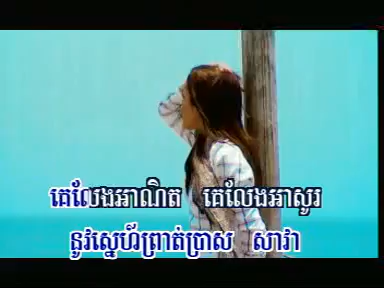 គេលែងអាណិត គេលែងអាសូរ
នូវស្នេហ៍ព្រាត់ប្រាស សាវា